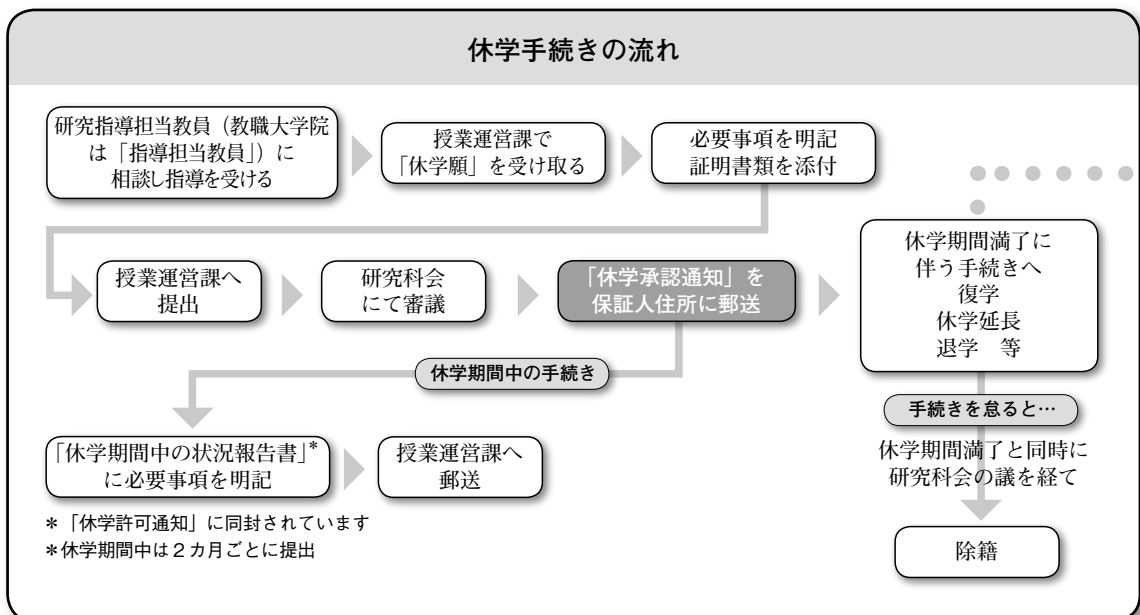 休学手続きの流れ
研究指導担当教員（教職大学院
は「指導担当教員」）に
相談し指導を受ける
授業運営課で
「休学願」を受け取る
必要事項を明記
証明書類を添付
授業運営課へ
提出
研究科会
にて審議
「休学承認通知」を
保証人住所に郵送
休学期間満了に
伴う手続きへ
復学
休学延長
退学　等
休学期間中の手続き
「休学期間中の状況報告書」*
に必要事項を明記
授業運営課へ
郵送
＊「休学許可通知」に同封されています
＊休学期間中は２カ月ごとに提出
手続きを怠ると…
休学期間満了と同時に
研究科会の議を経て
除籍